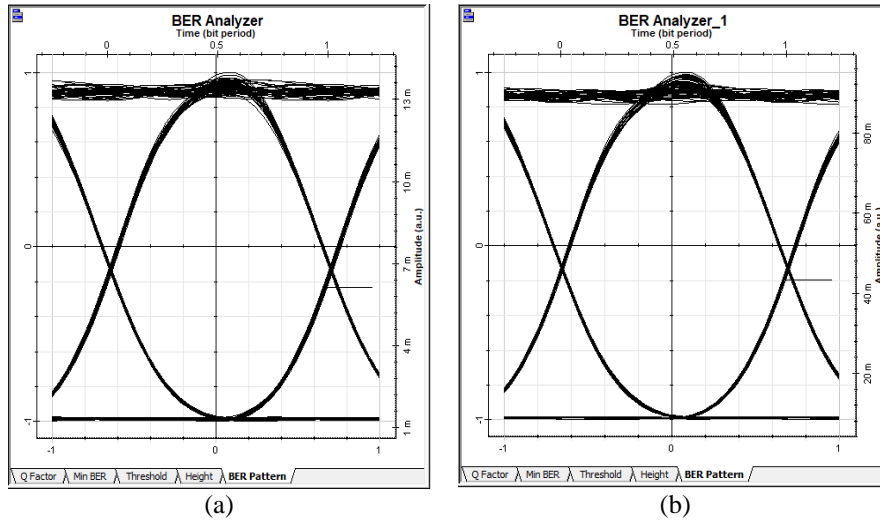 BER Analyzer
Time (bit period)
0 0.5 1
1
0
-1
13 m
10 m
7 m
4 m
1 m
Amplitude (a.u.)
-1 0 1
Q Factor Min BER Threshold Height BER Pattern
(a)
BER Analyzer_1
Time (bit period)
0 0.5 1
1
0
-1
80 m
60 m
40 m
20 m
Amplitude (a.u.)
-1 0 1
Q Factor Min BER Threshold Height BER Pattern
(b)